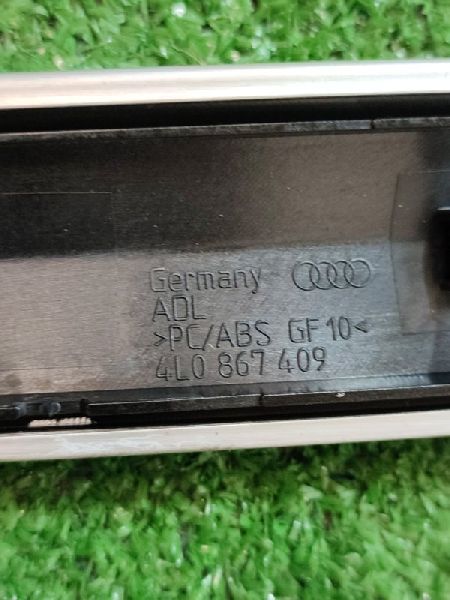 Germany
ADL
>PC/ABS GF10<
4L0 867 409